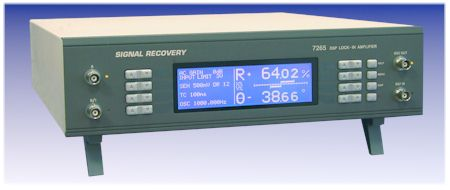 SIGNAL RECOVERY
7265 DSP LOCK-IN AMPLIFIER
AC GAIN 0dB
INPUT LIMIT 3V
SEN 500mV DR 12
TC 100ms
OSC 1000.000Hz
R+ 64.02 %
θ- 38.66 °
A